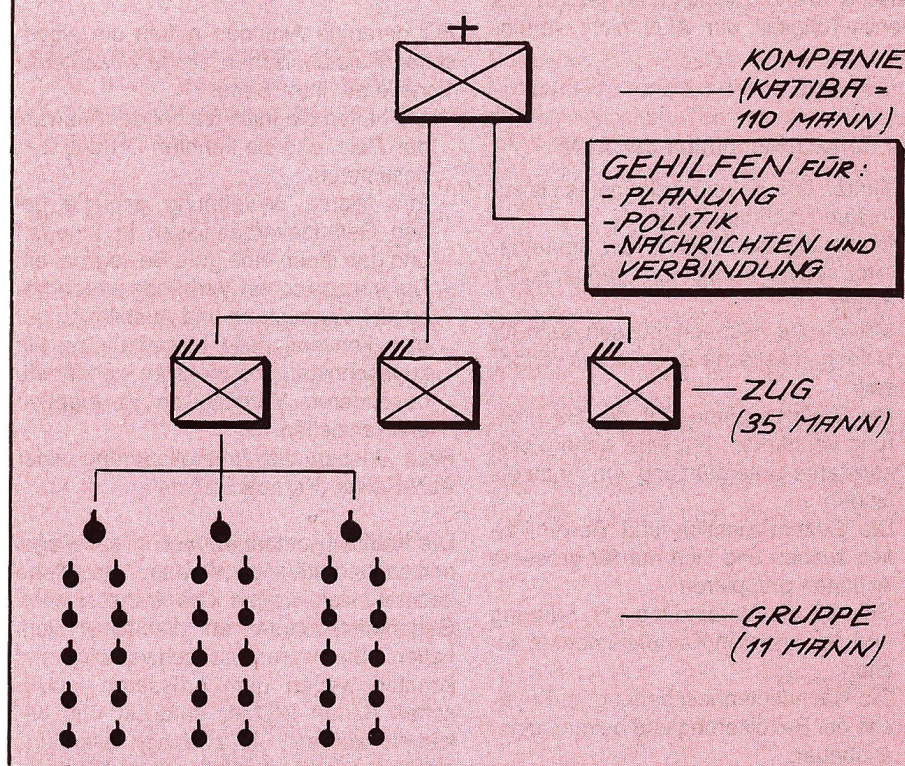 KOMPANIE
(KATIBA =
110 MANN)
GEHILFEN FÜR:
- PLANUNG
- POLITIK
- NACHRICHTEN UND
VERBINDUNG
ZUG
(35 MANN)
GRUPPE
(11 MANN)